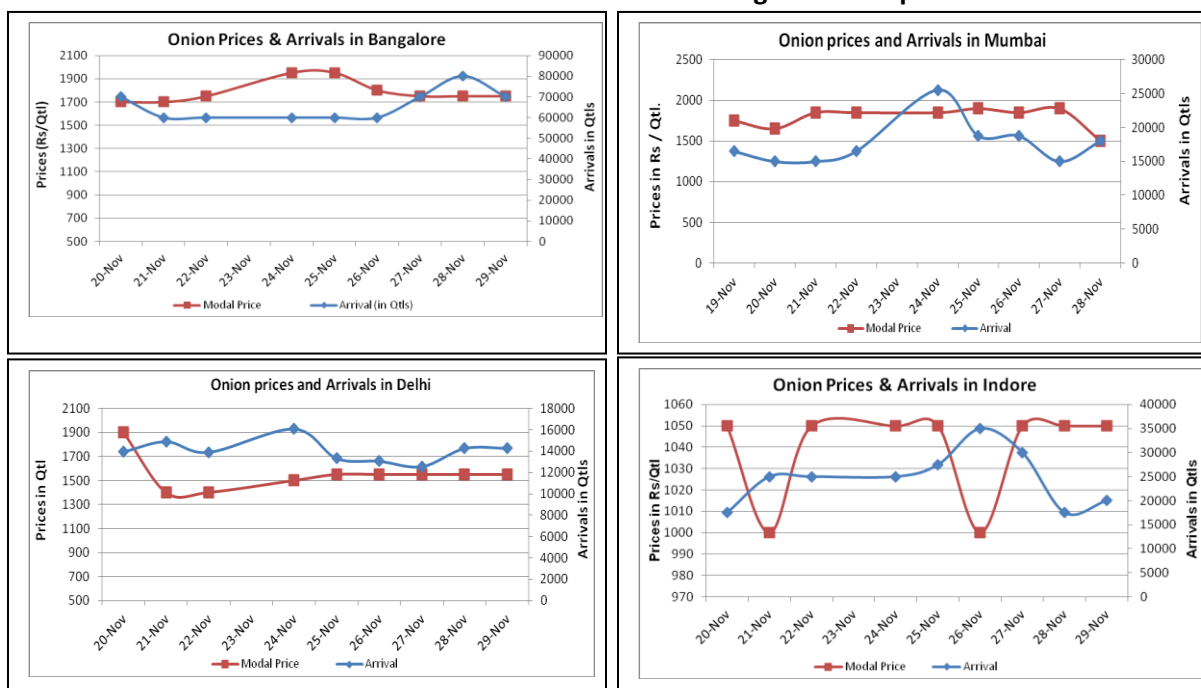 Onion Prices & Arrivals in Bangalore
Prices (Rs/Qtl)
2100
1900
1700
1500
1300
1100
900
700
500
90000
80000
70000
60000
50000
40000
30000
20000
10000
0
Arrivals in Qtls
20-Nov
21-Nov
22-Nov
23-Nov
24-Nov
25-Nov
26-Nov
27-Nov
28-Nov
29-Nov
Modal Price
Arrival (in Qtls)
Onion prices and Arrivals in Mumbai
Prices in Rs / Qtl.
2500
2000
1500
1000
500
0
30000
25000
20000
15000
10000
5000
0
Arrivals in Qtls
19-Nov
20-Nov
21-Nov
22-Nov
23-Nov
24-Nov
25-Nov
26-Nov
27-Nov
28-Nov
Modal Price
Arrival
Onion prices and Arrivals in Delhi
Prices in Qtl
2100
1900
1700
1500
1300
1100
900
700
500
18000
16000
14000
12000
10000
8000
6000
4000
2000
0
Arrivals in Qtls
20-Nov
21-Nov
22-Nov
23-Nov
24-Nov
25-Nov
26-Nov
27-Nov
28-Nov
29-Nov
Modal Price
Arrival
Onion Prices & Arrivals in Indore
Prices in Rs/Qtl
1060
1050
1040
1030
1020
1010
1000
990
980
970
40000
35000
30000
25000
20000
15000
10000
5000
0
Arrivals in Qtls
20-Nov
21-Nov
22-Nov
23-Nov
24-Nov
25-Nov
26-Nov
27-Nov
28-Nov
29-Nov
Modal Price
Arrival